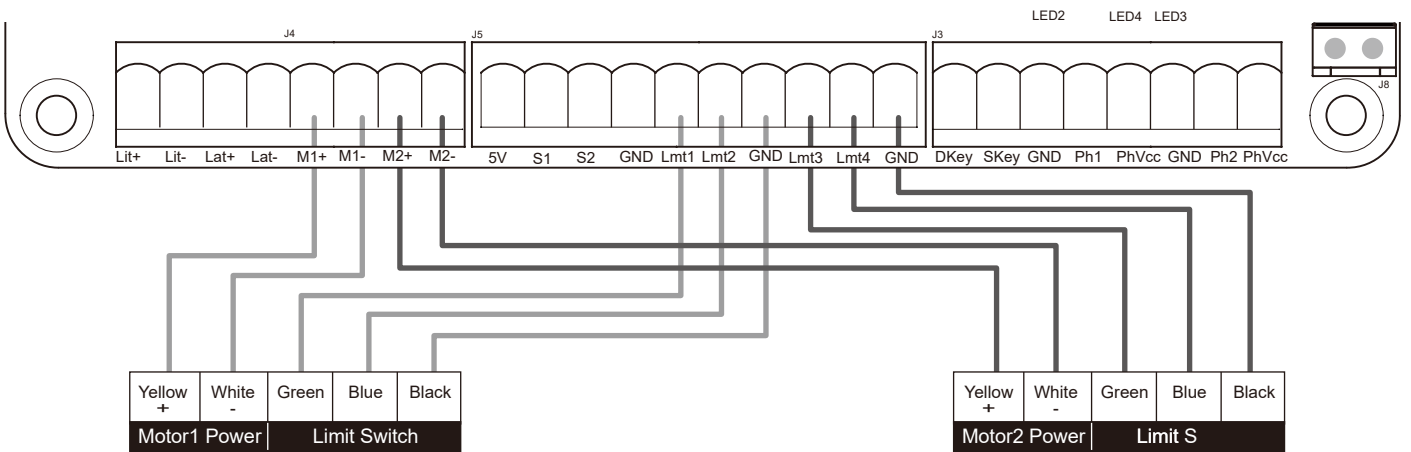 LED2 LED4 LED3
J4 J5 J3
J8
Lit+ Lit- Lat+ Lat- M1+ M1- M2+ M2- 5V S1 S2 GND Lmt1 Lmt2 GND Lmt3 Lmt4 GND DKey SKey GND Ph1 PhVcc GND Ph2 PhVcc
Yellow White Green Blue Black Yellow White Green Blue Black
+ - + -
Motor1 Power Limit Switch Motor2 Power Limit S